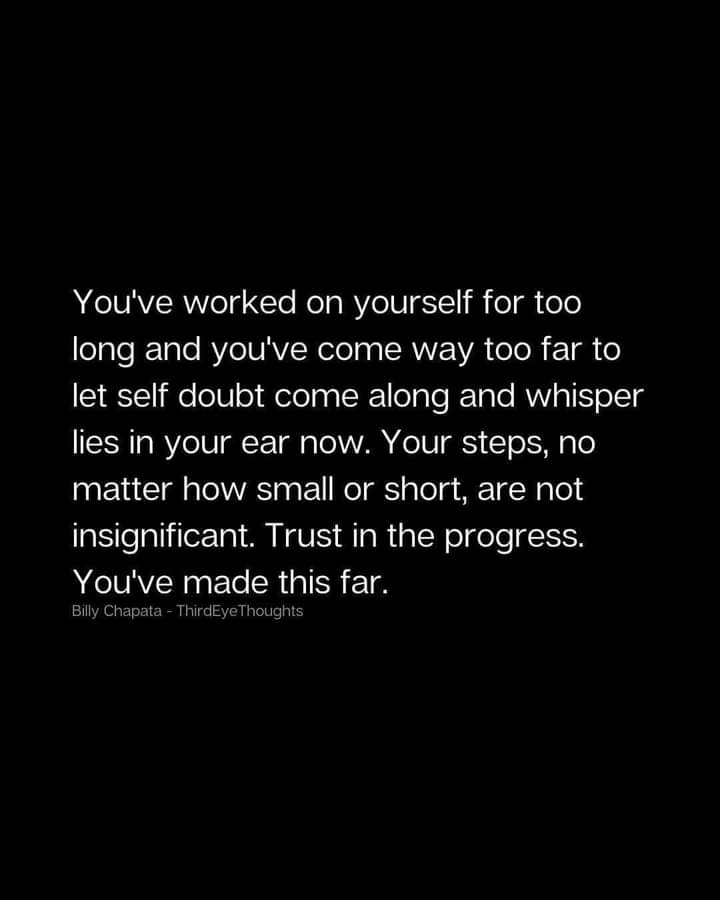 You've worked on yourself for too
long and you've come way too far to
let self doubt come along and whisper
lies in your ear now. Your steps, no
matter how small or short, are not
insignificant. Trust in the progress.
You've made this far.
Billy Chapata - ThirdEyeThoughts